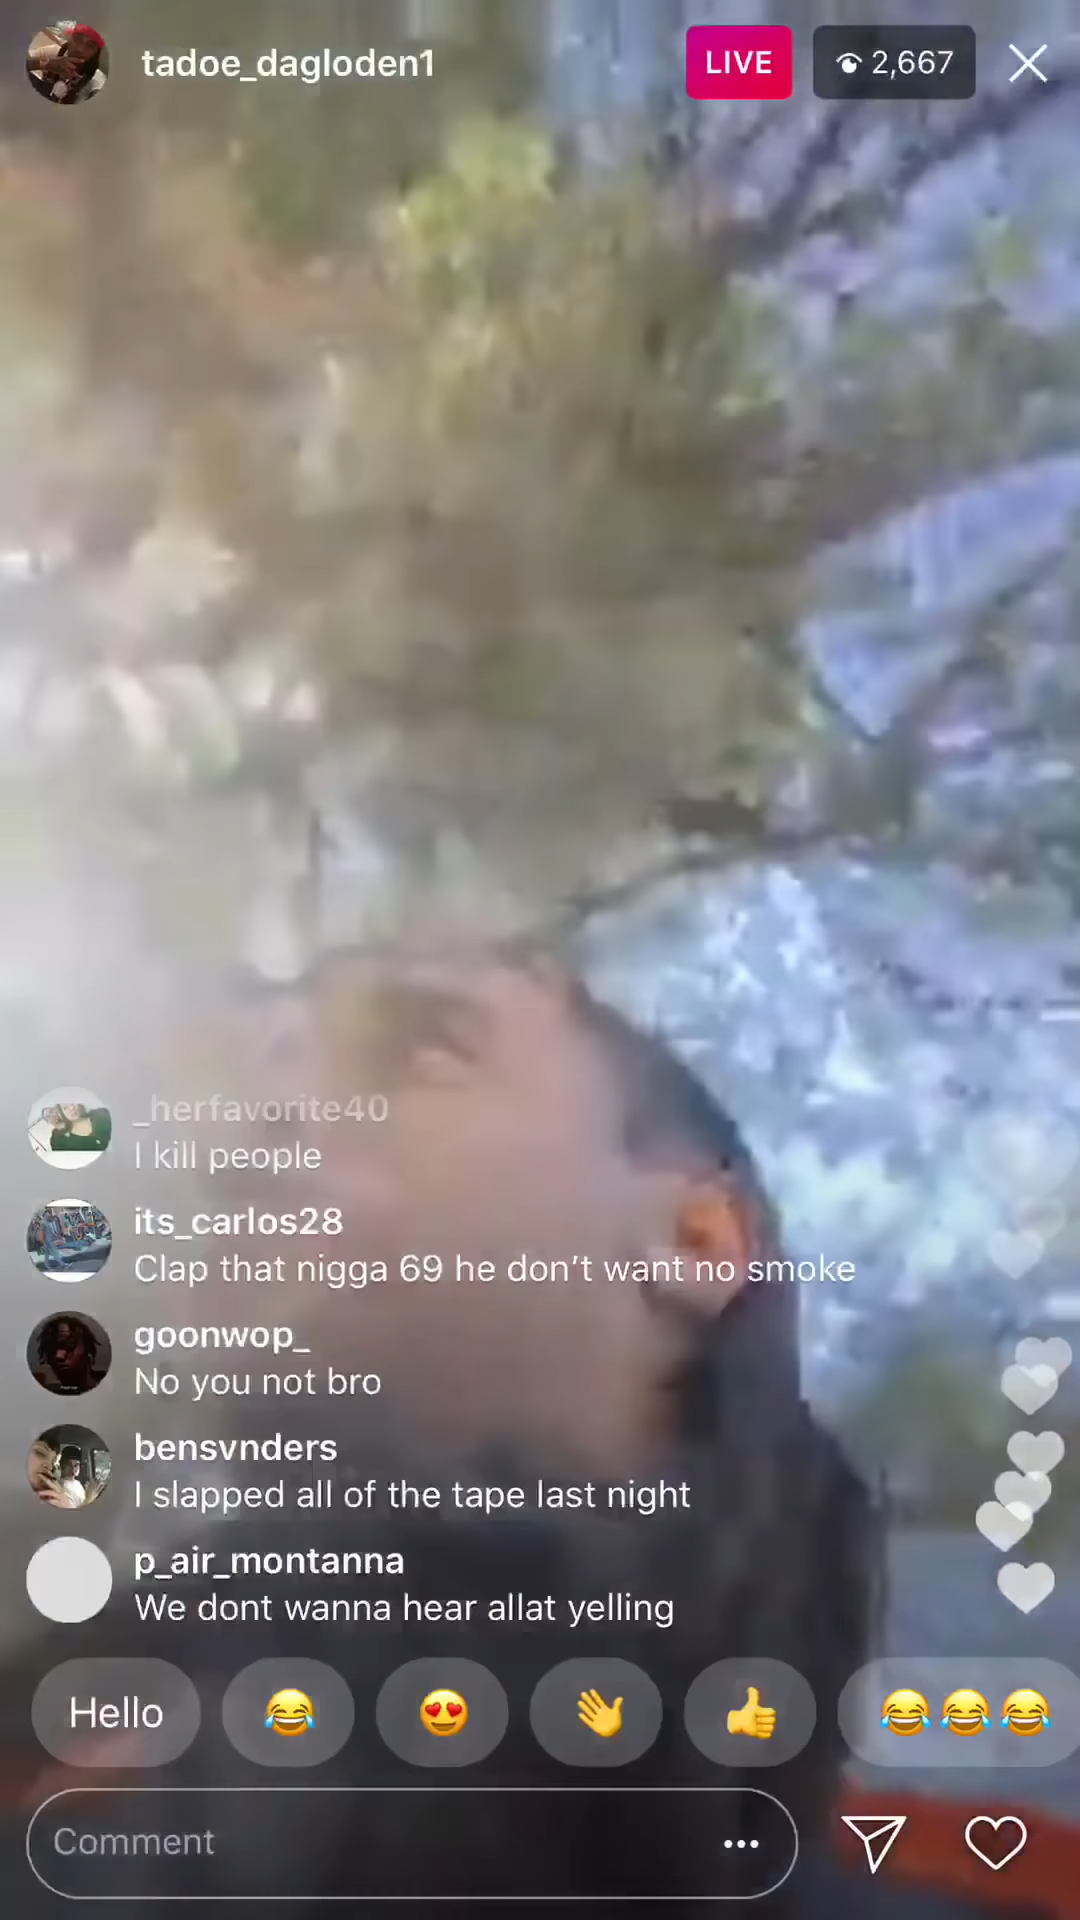 tadoe_dagloden1
LIVE
2,667
_herfavorite40
I kill people
its_carlos28
Clap that nigga 69 he don’t want no smoke
goonwop_
No you not bro
bensvnders
I slapped all of the tape last night
p_air_montanna
We dont wanna hear allat yelling
Hello 😂 😍 👋 👍 😂😂😂
Comment